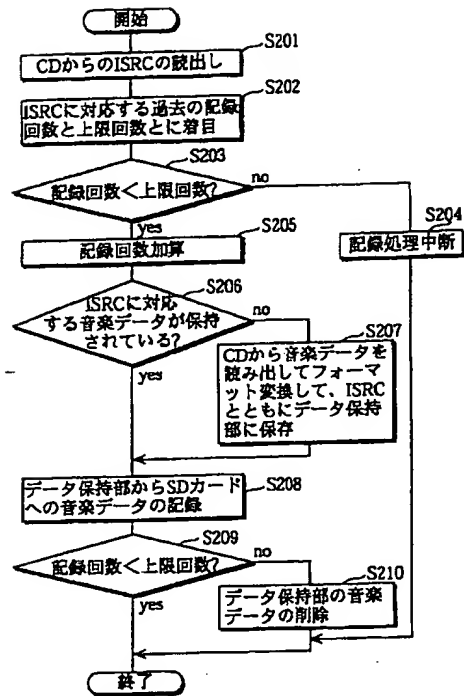 開始
S201
CDからのISRCの読出し
S202
ISRCに対応する過去の記録
回数と上限回数とに着目
S203
記録回数<上限回数?
no
yes
S204
記録処理中断
S205
記録回数加算
S206
ISRCに対応
する音楽データが保持
されている?
no
yes
S207
CDから音楽データを
読み出してフォーマ
ット変換して、ISRC
とともにデータ保持
部に保存
S208
データ保持部からSDカード
への音楽データの記録
S209
記録回数<上限回数?
no
yes
S210
データ保持部の音楽
データの削除
終了